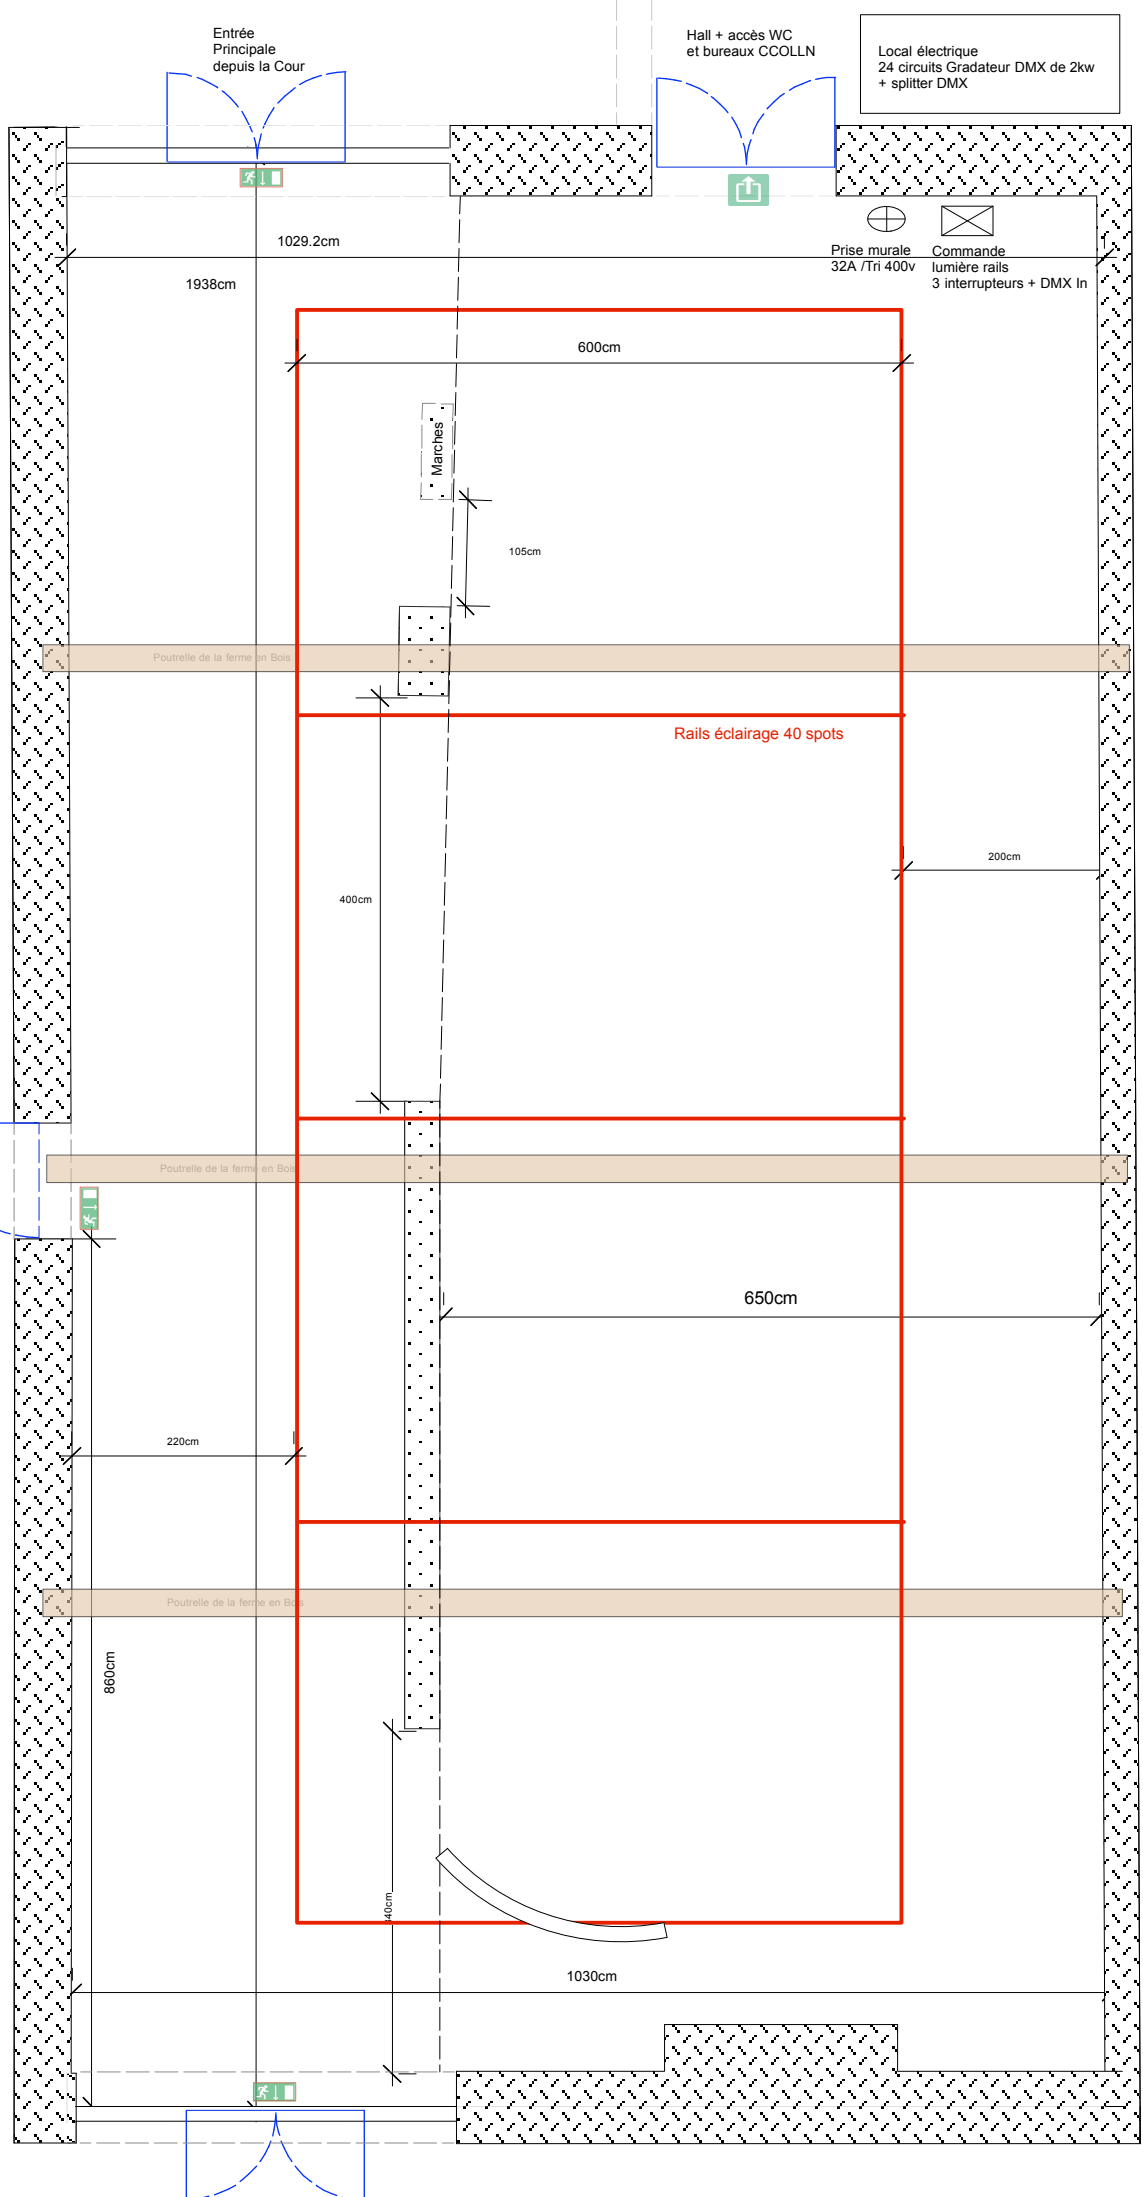 Entrée
Principale
depuis la Cour
Hall + accès WC
et bureaux CCOLLN
Local électrique
24 circuits Gradateur DMX de 2kw
+ splitter DMX
1029.2cm
1938cm
Prise murale
32A /Tri 400v
Commande
lumière rails
3 interrupteurs + DMX In
600cm
Marches
105cm
Poutrelle de la ferme en Bois
Rails éclairage 40 spots
200cm
400cm
Poutrelle de la ferme en Bois
650cm
220cm
Poutrelle de la ferme en Bois
860cm
1030cm